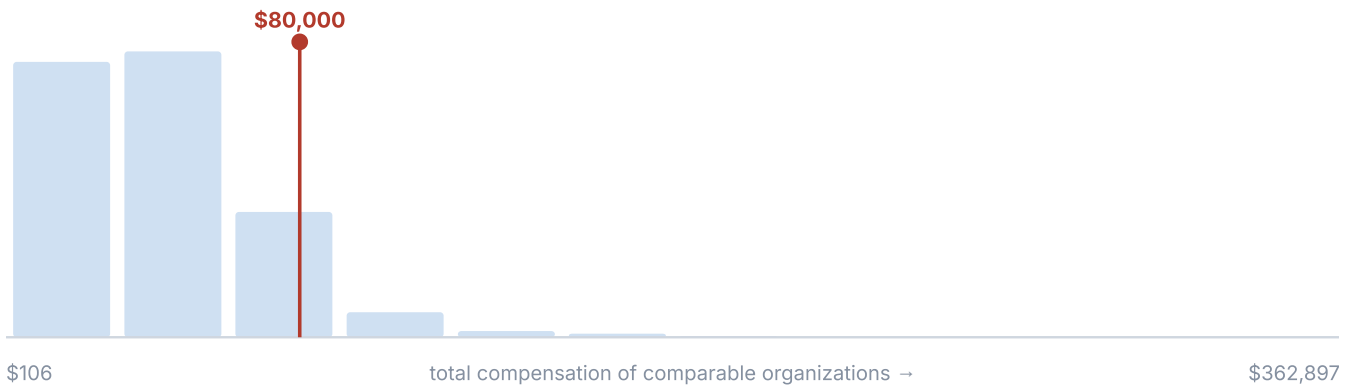 $80,000
$106
total compensation of comparable organizations →
$362,897